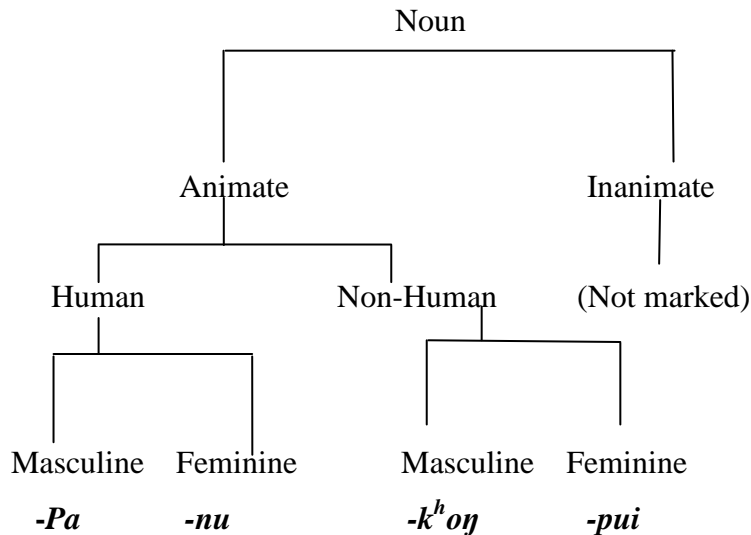 Noun
Animate Inanimate
Human Non-Human (Not marked)
Masculine Feminine Masculine Feminine
-Pa -nu -kʰoŋ -pui